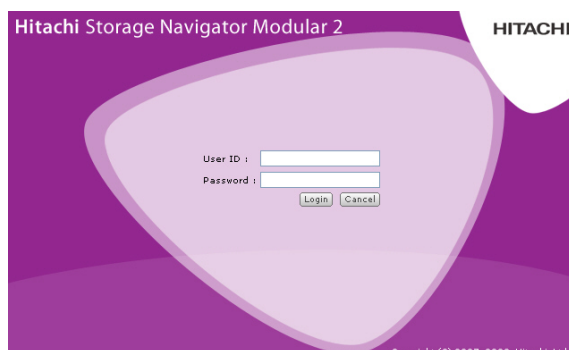 Hitachi Storage Navigator Modular 2
HITACHI
User ID :
Password :
Login Cancel